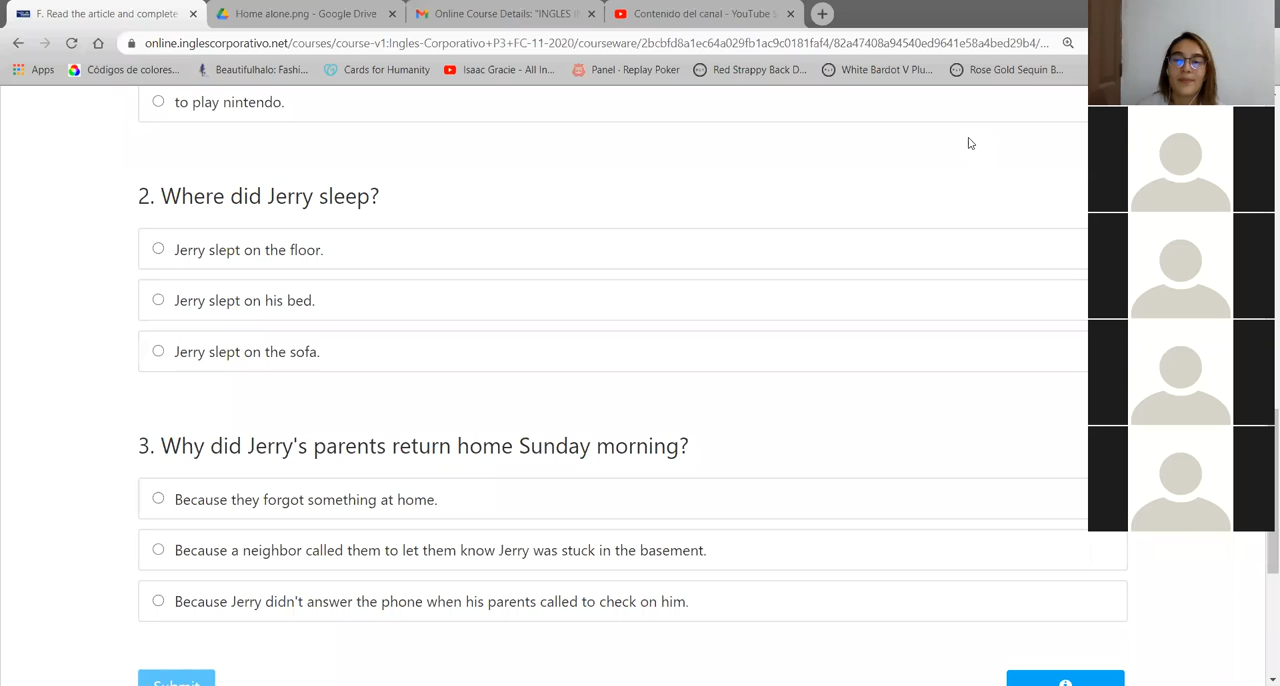 F. Read the article and complete
Home alone.png - Google Drive
Online Course Details: "INGLES I
Contenido del canal - YouTube S
online.inglescorporativo.net/courses/course-v1:Ingles-Corporativo+P3+FC-11-2020/courseware/2bcbfd8a1ec64a029fb1ac9c0181faf4/82a47408a94540ed9641e58a4bed29b4/...
Apps
Códigos de colores...
Beautifulhalo: Fashi...
Cards for Humanity
Isaac Gracie - All In...
Panel · Replay Poker
Red Strappy Back D...
White Bardot V Plu...
Rose Gold Sequin B...
to play nintendo.
2. Where did Jerry sleep?
Jerry slept on the floor.
Jerry slept on his bed.
Jerry slept on the sofa.
3. Why did Jerry's parents return home Sunday morning?
Because they forgot something at home.
Because a neighbor called them to let them know Jerry was stuck in the basement.
Because Jerry didn't answer the phone when his parents called to check on him.
Submit